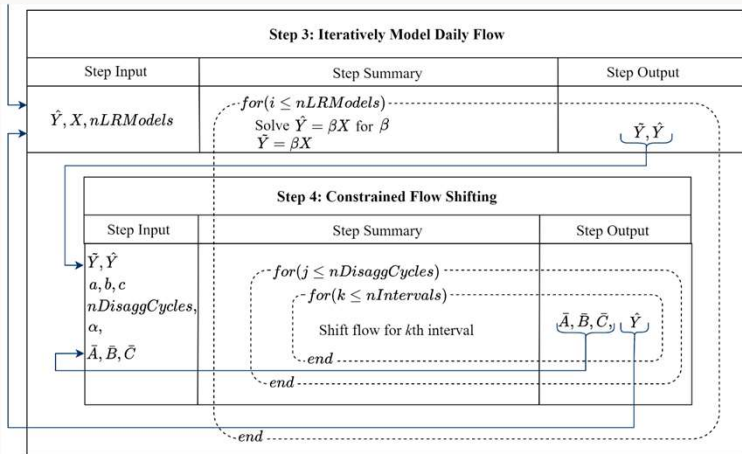 Step 3: Iteratively Model Daily Flow
Step Input
Step Summary
Step Output
Ŷ, X, nLRModels
for(i ≤ nLRModels)
Solve Ŷ = βX for β
Ỹ = βX
Ỹ, Ŷ
Step 4: Constrained Flow Shifting
Step Input
Step Summary
Step Output
Ỹ, Ŷ
a, b, c
nDisaggCycles,
α,
Ā, B̄, C̄
for(j ≤ nDisaggCycles)
for(k ≤ nIntervals)
Shift flow for kth interval
end
end
Ā, B̄, C̄,, Ŷ
end